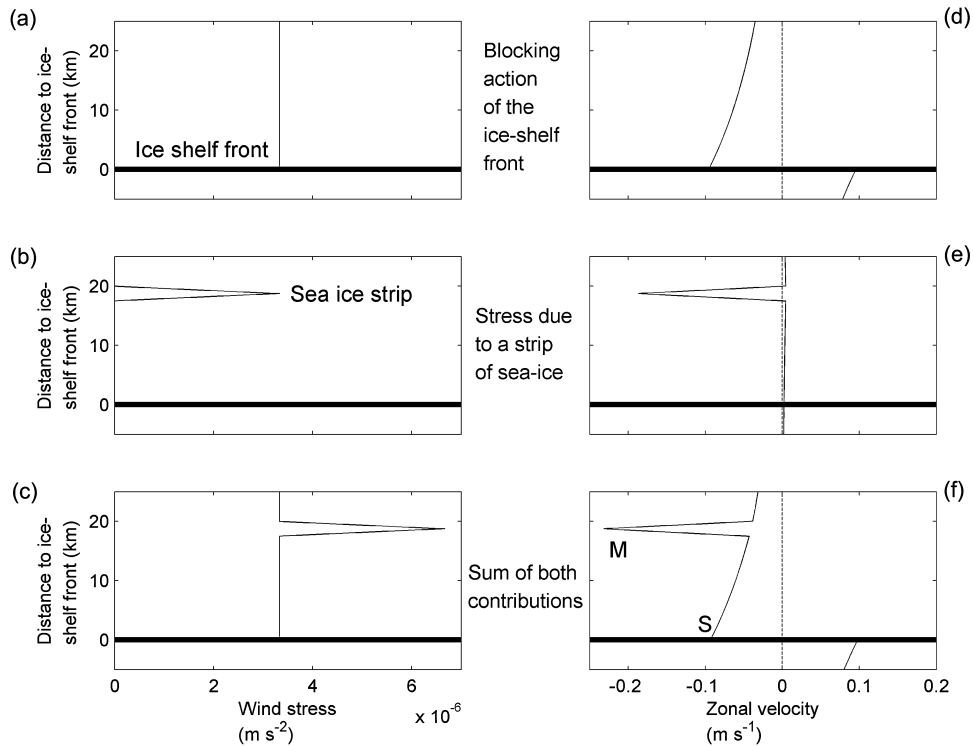 (a)
Distance to ice-
shelf front (km)
20
10
0
Ice shelf front
Blocking
action
of the
ice-shelf
front
(d)
(b)
Distance to ice-
shelf front (km)
20
10
0
Sea ice strip
Stress due
to a strip
of sea-ice
(e)
(c)
Distance to ice-
shelf front (km)
20
10
0
0 2 4 6
Wind stress
(m s-2)
x 10-6
Sum of both
contributions
(f)
M
S
-0.2 -0.1 0 0.1 0.2
Zonal velocity
(m s-1)